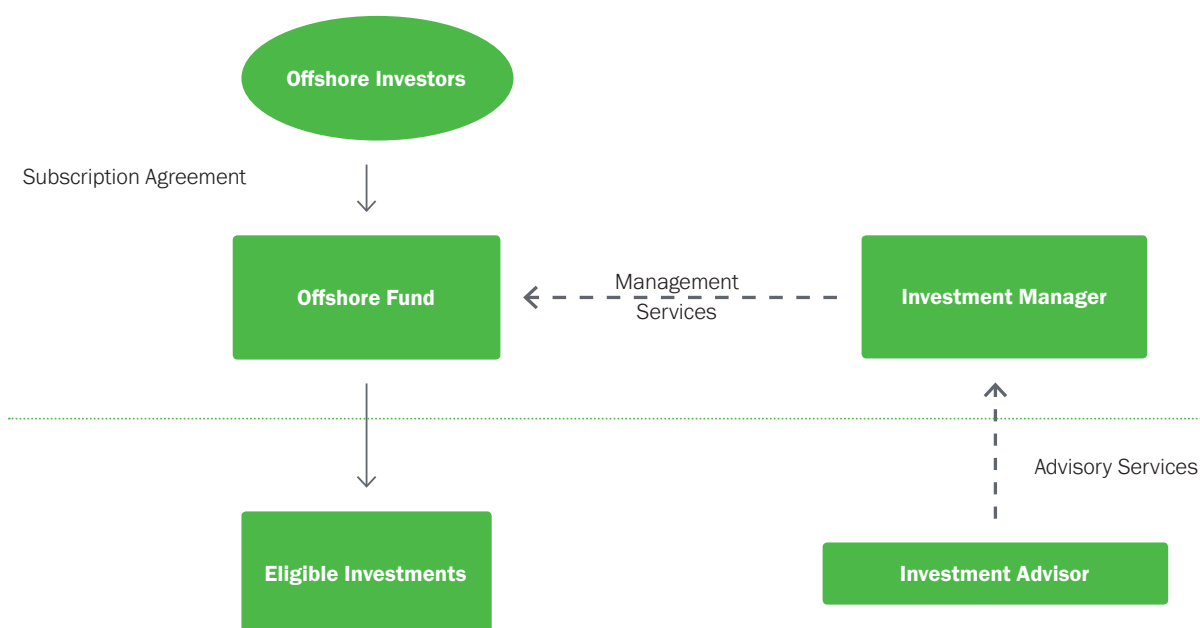 Offshore Investors
Subscription Agreement
Offshore Fund
Management
Services
Investment Manager
Advisory Services
Eligible Investments
Investment Advisor